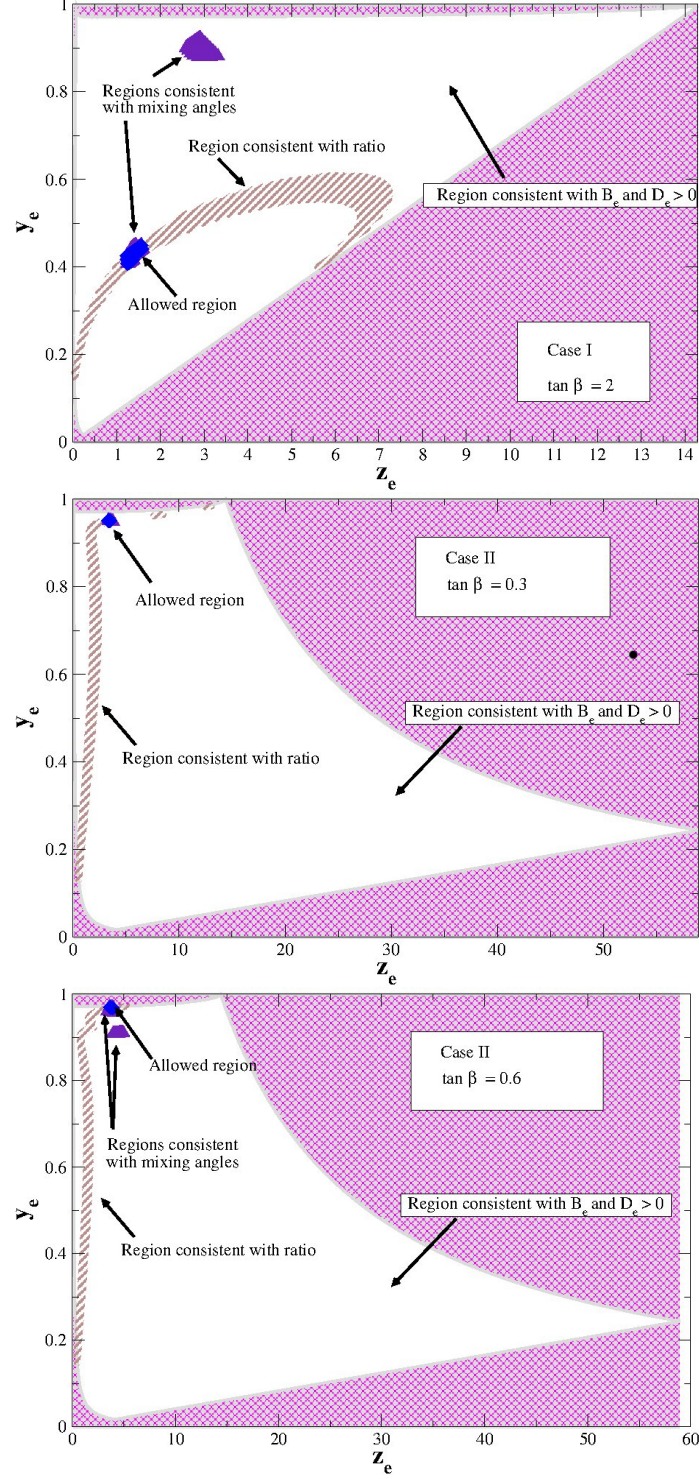 1
0.8
0.6
0.4
0.2
0
y_e
Regions consistent
with mixing angles
Region consistent with ratio
Region consistent with B_e and D_e > 0
Allowed region
Case I
tan β = 2
0 1 2 3 4 5 6 7 8 9 10 11 12 13 14
z_e
1
0.8
0.6
0.4
0.2
0
y_e
Case II
tan β = 0.3
Allowed region
Region consistent with B_e and D_e > 0
Region consistent with ratio
0 10 20 30 40 50
z_e
1
0.8
0.6
0.4
0.2
0
y_e
Case II
tan β = 0.6
Allowed region
Regions consistent
with mixing angles
Region consistent with B_e and D_e > 0
Region consistent with ratio
0 10 20 30 40 50 60
z_e